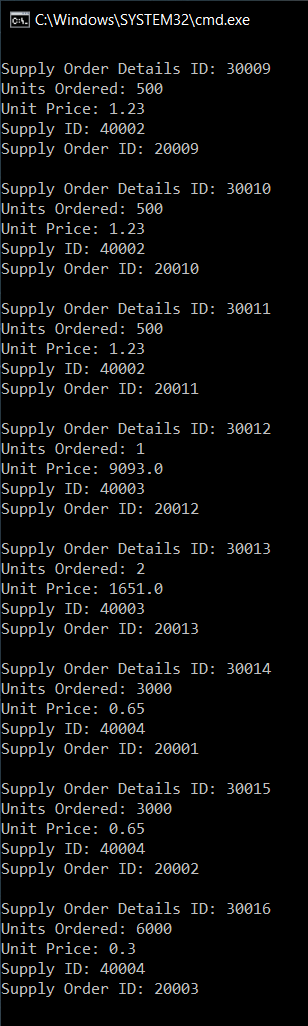 C:\Windows\SYSTEM32\cmd.exe
Supply Order Details ID: 30009
Units Ordered: 500
Unit Price: 1.23
Supply ID: 40002
Supply Order ID: 20009
Supply Order Details ID: 30010
Units Ordered: 500
Unit Price: 1.23
Supply ID: 40002
Supply Order ID: 20010
Supply Order Details ID: 30011
Units Ordered: 500
Unit Price: 1.23
Supply ID: 40002
Supply Order ID: 20011
Supply Order Details ID: 30012
Units Ordered: 1
Unit Price: 9093.0
Supply ID: 40003
Supply Order ID: 20012
Supply Order Details ID: 30013
Units Ordered: 2
Unit Price: 1651.0
Supply ID: 40003
Supply Order ID: 20013
Supply Order Details ID: 30014
Units Ordered: 3000
Unit Price: 0.65
Supply ID: 40004
Supply Order ID: 20001
Supply Order Details ID: 30015
Units Ordered: 3000
Unit Price: 0.65
Supply ID: 40004
Supply Order ID: 20002
Supply Order Details ID: 30016
Units Ordered: 6000
Unit Price: 0.3
Supply ID: 40004
Supply Order ID: 20003